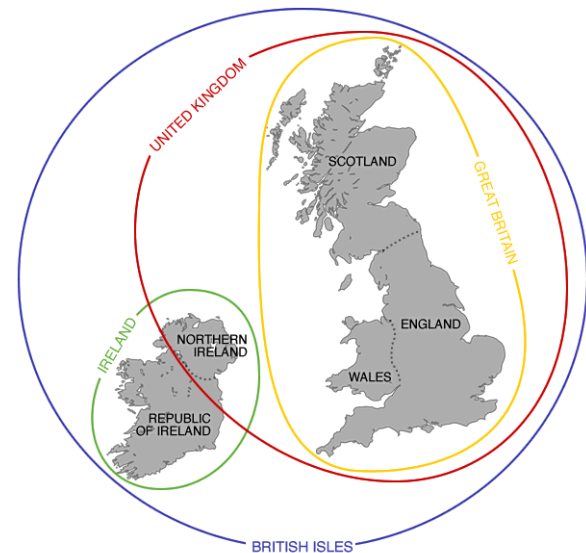 UNITED KINGDOM
SCOTLAND
GREAT BRITAIN
IRELAND
NORTHERN
IRELAND
ENGLAND
WALES
REPUBLIC
OF IRELAND
BRITISH ISLES